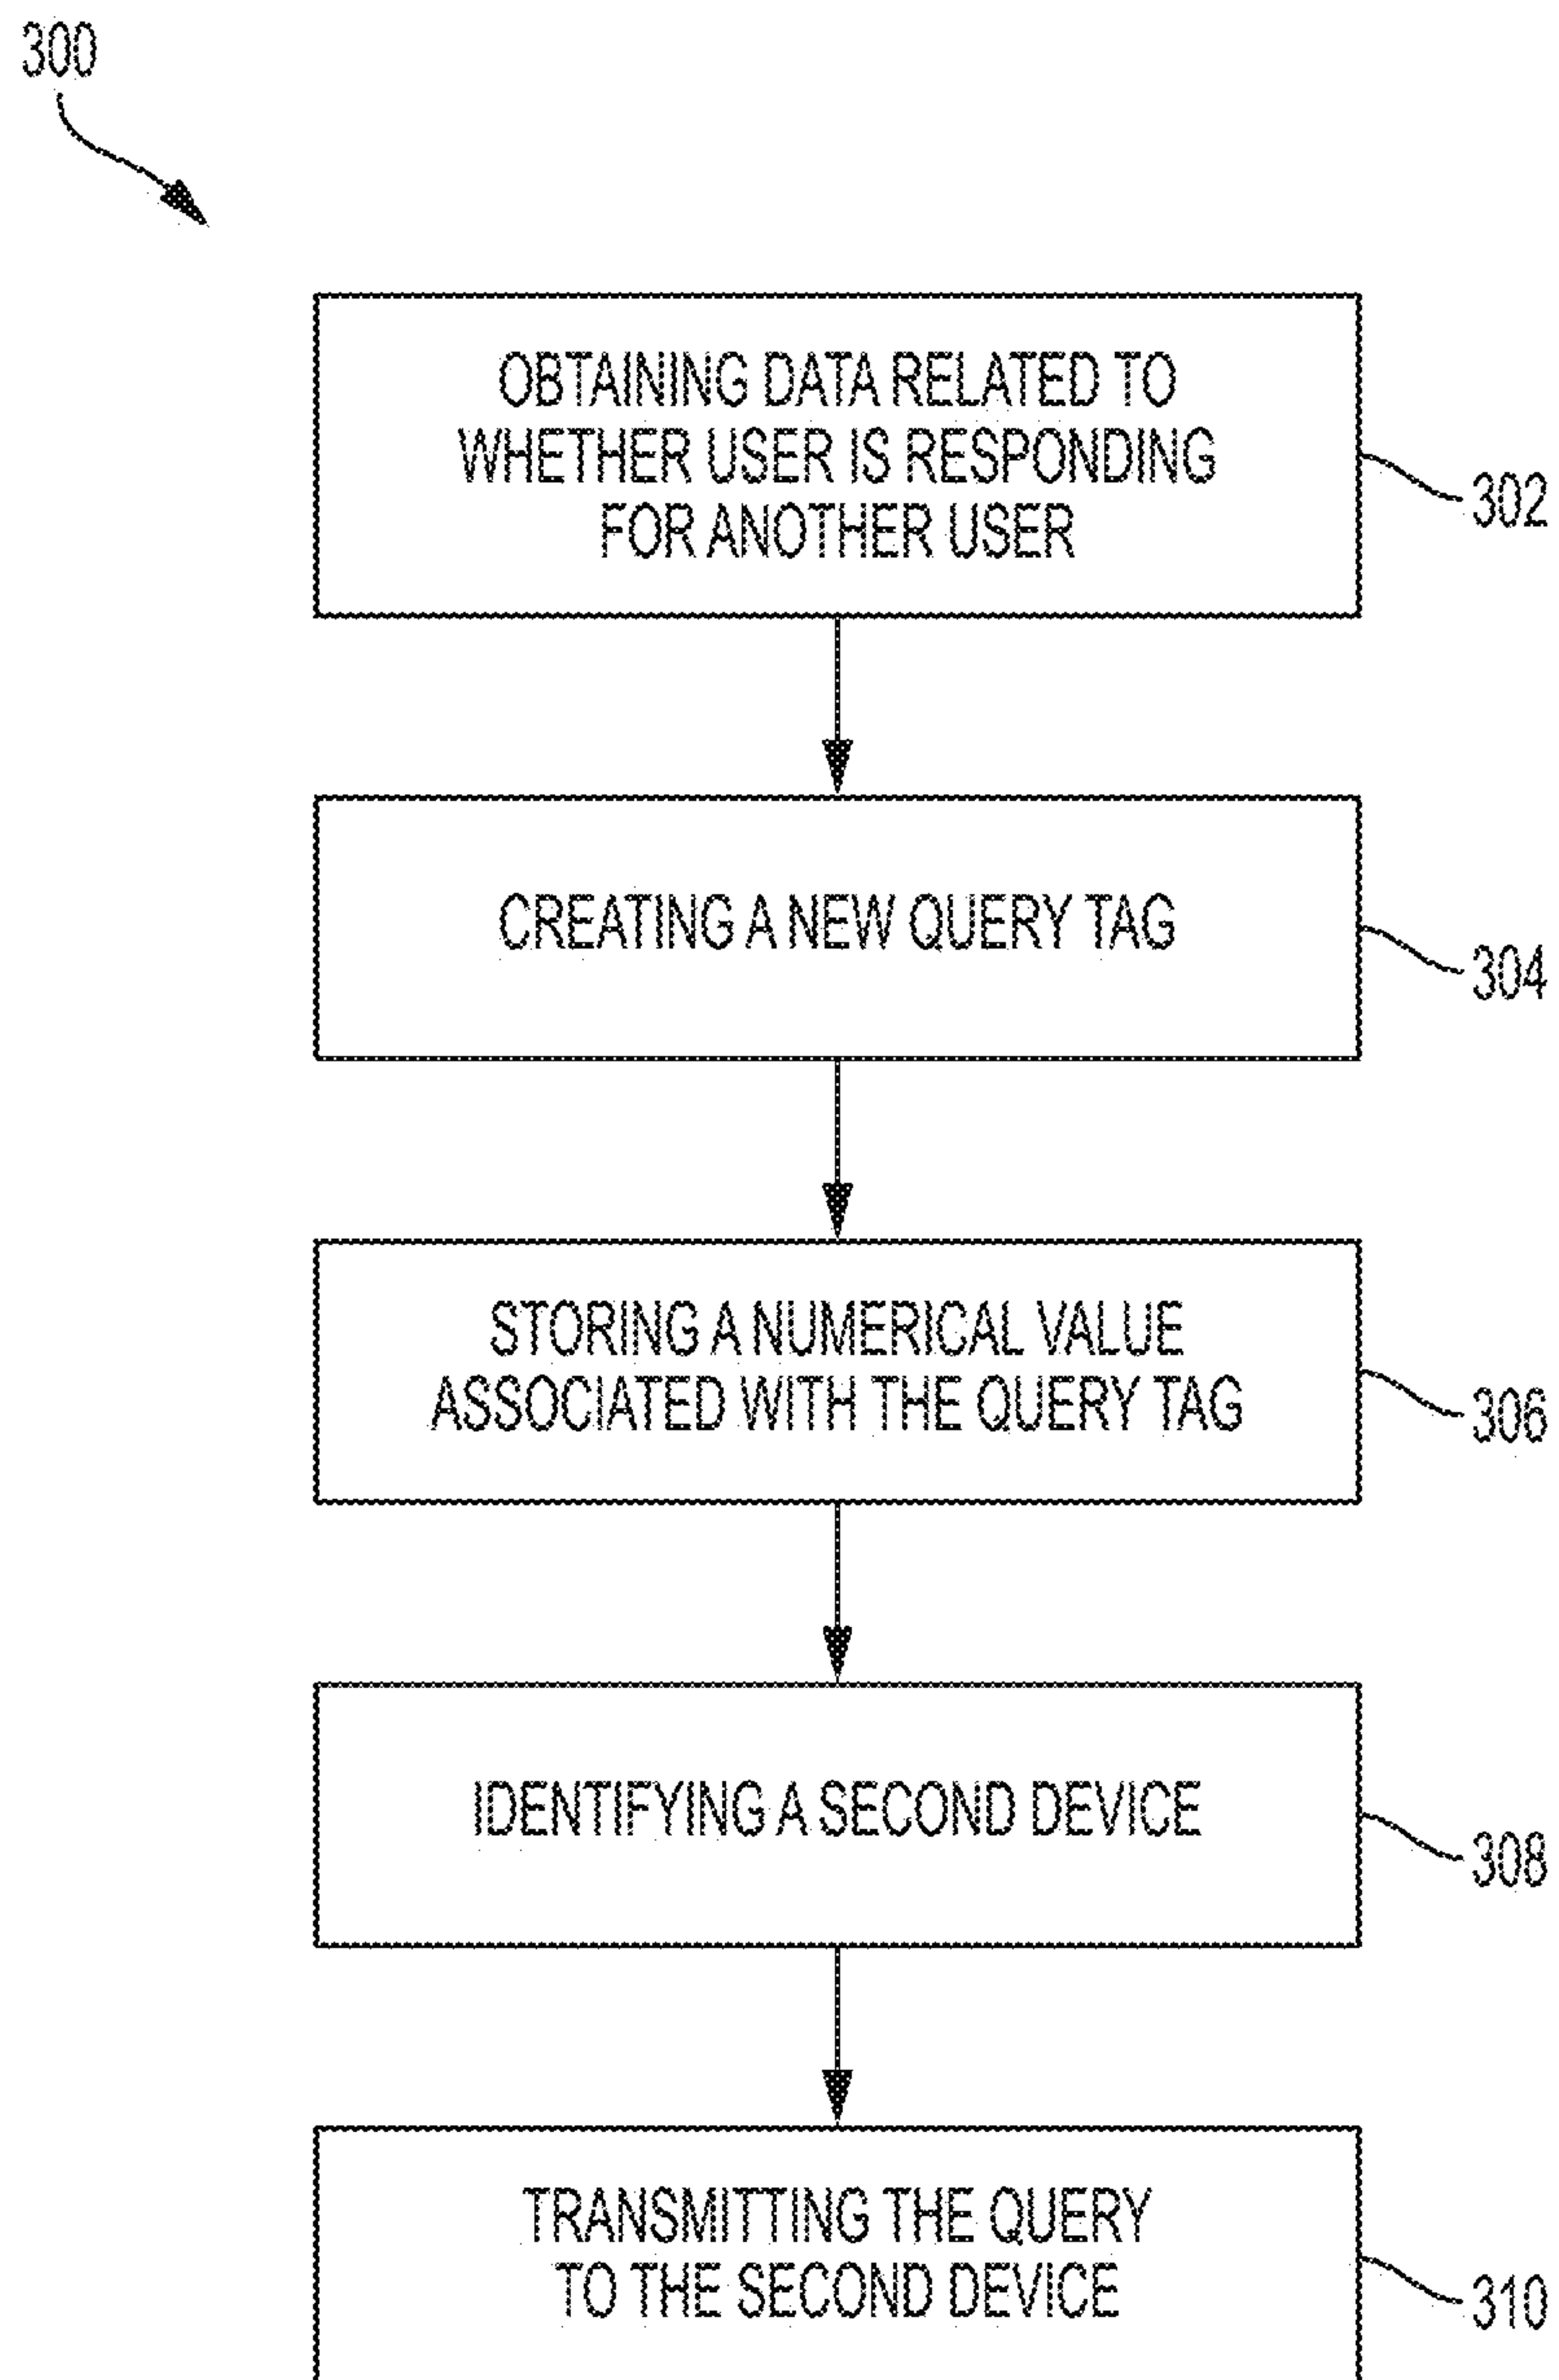 300
OBTAINING DATA RELATED TO
WHETHER USER IS RESPONDING
FOR ANOTHER USER
302
CREATING A NEW QUERY TAG
304
STORING A NUMERICAL VALUE
ASSOCIATED WITH THE QUERY TAG
306
IDENTIFYING A SECOND DEVICE
308
TRANSMITTING THE QUERY
TO THE SECOND DEVICE
310